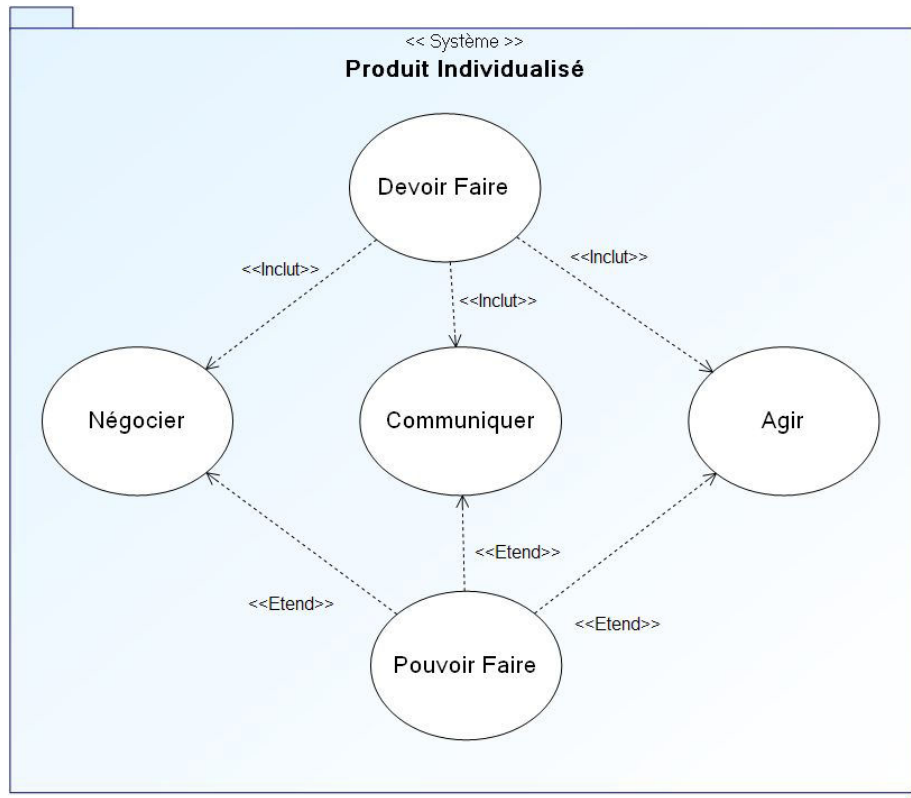 << Système >>
Produit Individualisé
Devoir Faire
<<Inclut>>
<<Inclut>>
<<Inclut>>
Négocier
Communiquer
Agir
<<Etend>>
<<Etend>>
<<Etend>>
Pouvoir Faire